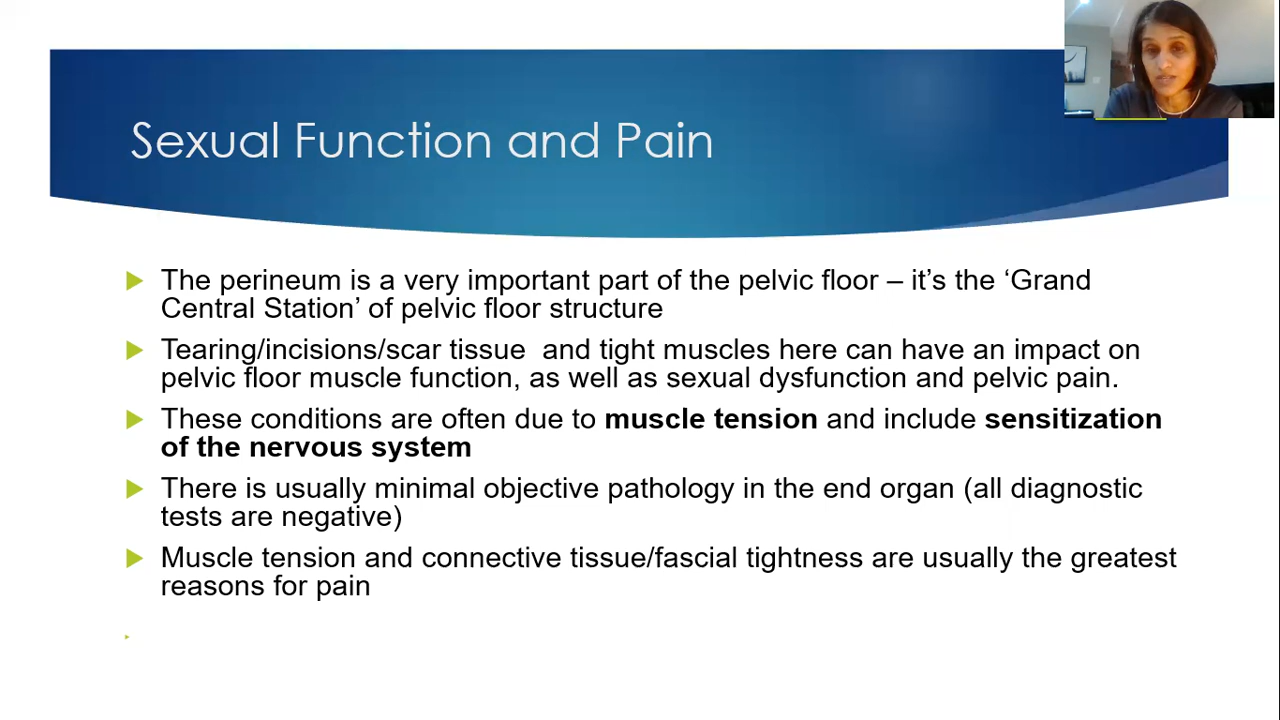 Sexual Function and Pain
The perineum is a very important part of the pelvic floor – it’s the ‘Grand
Central Station’ of pelvic floor structure
Tearing/incisions/scar tissue  and tight muscles here can have an impact on
pelvic floor muscle function, as well as sexual dysfunction and pelvic pain.
These conditions are often due to muscle tension and include sensitization
of the nervous system
There is usually minimal objective pathology in the end organ (all diagnostic
tests are negative)
Muscle tension and connective tissue/fascial tightness are usually the greatest
reasons for pain